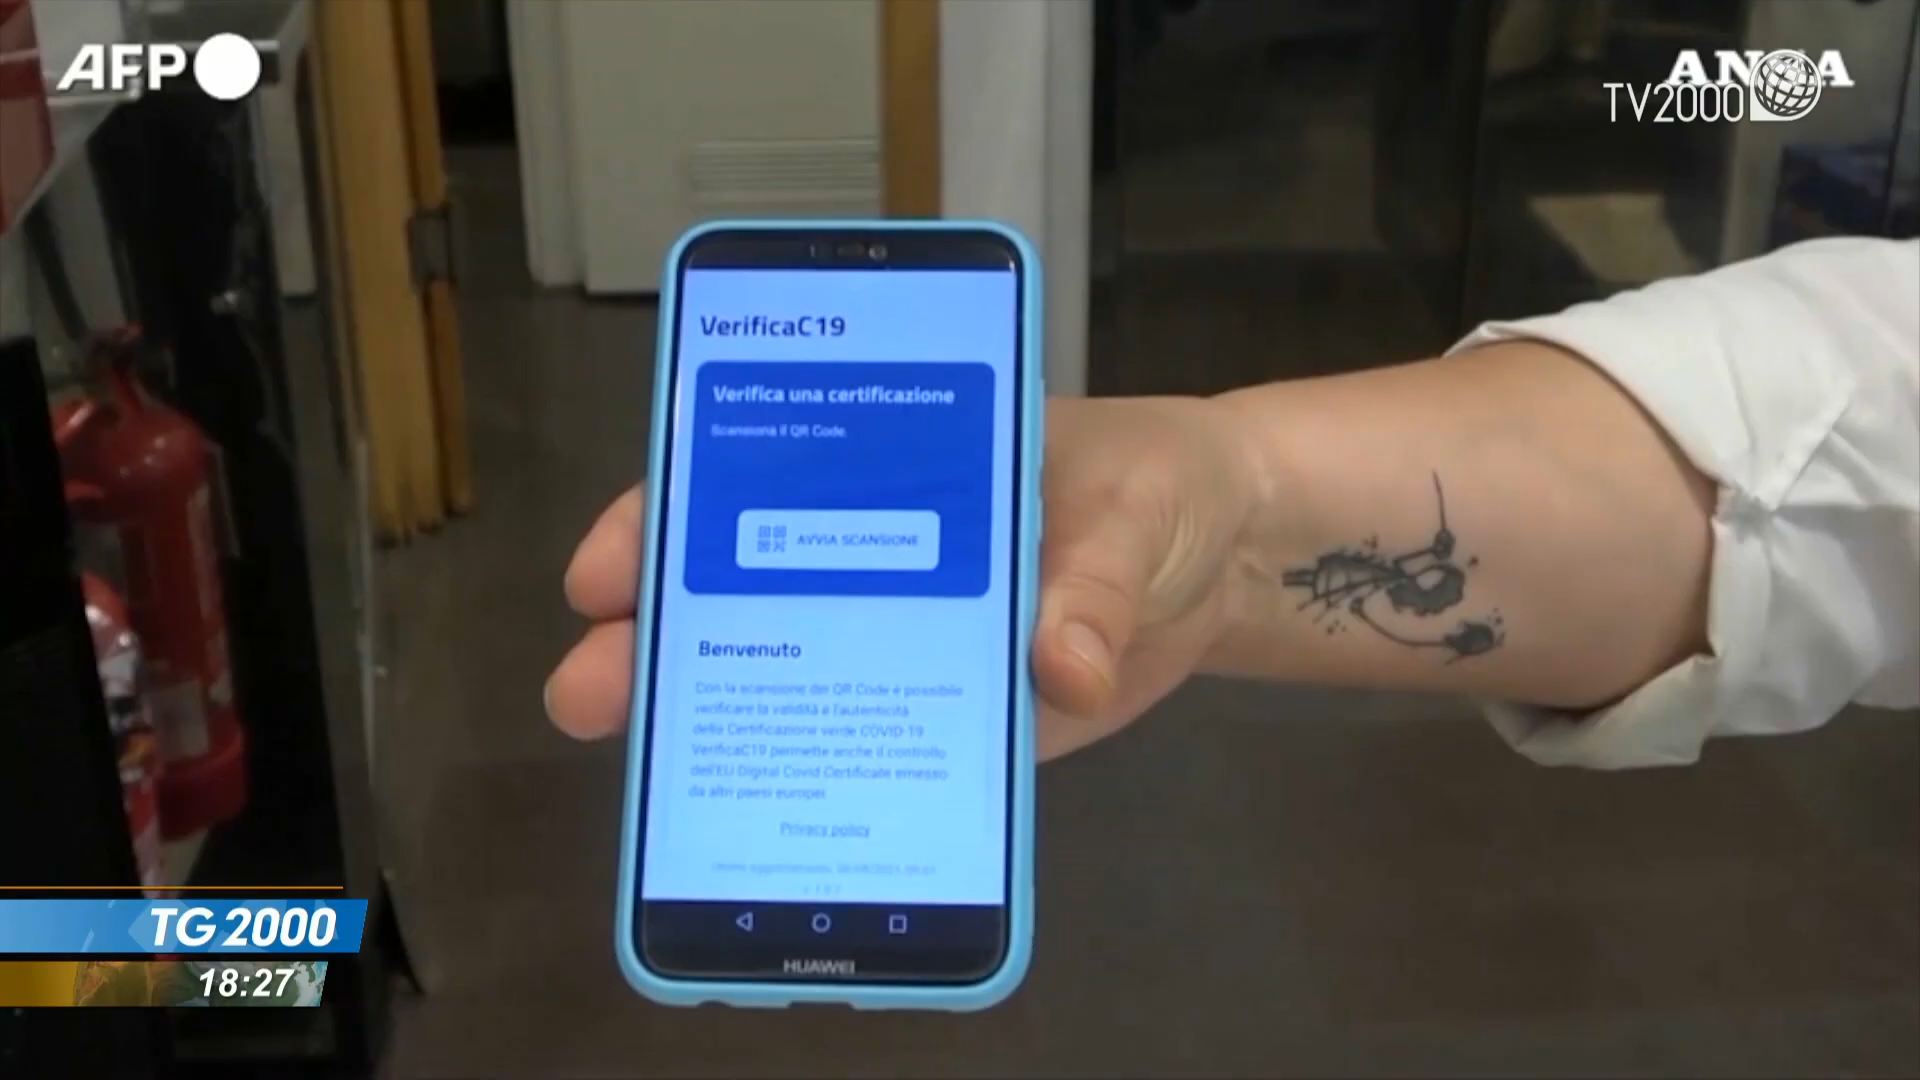 AFP
ANSA
TV2000
VerificaC19
Verifica una certificazione
Scansiona il QR Code.
AVVIA SCANSIONE
Benvenuto
Con la scansione dei QR Code è possibile
verificare la validità e l'autenticità
delle Certificazione verde COVID-19
VerificaC19 permette anche il controllo
dell'EU Digital Covid Certificate emesso
da altri paesi europei
Privacy policy
HUAWEI
TG 2000
18:27